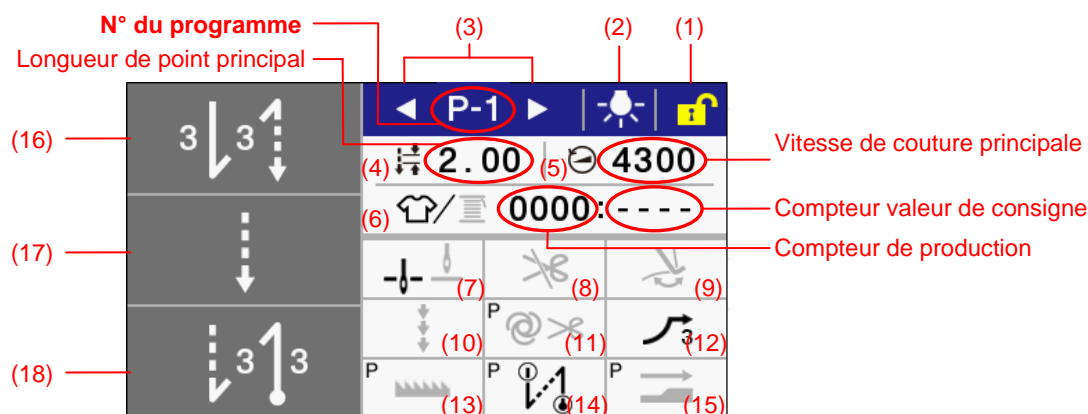 N° du programme
(3)
(2)
(1)
Longueur de point principal
P-1
(16)
3 3
(4)
2.00
(5)
4300
Vitesse de couture principale
(6)
0000:----
Compteur valeur de consigne
Compteur de production
(17)
(7)
(8)
(9)
(10)
P
(11)
3
(12)
(18)
3 3
P
(13)
P
(14)
P
(15)